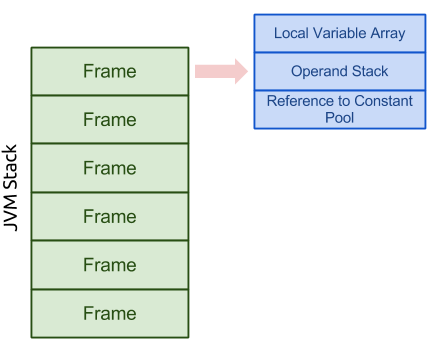 JVM Stack
Frame
Frame
Frame
Frame
Frame
Frame
Local Variable Array
Operand Stack
Reference to Constant
Pool